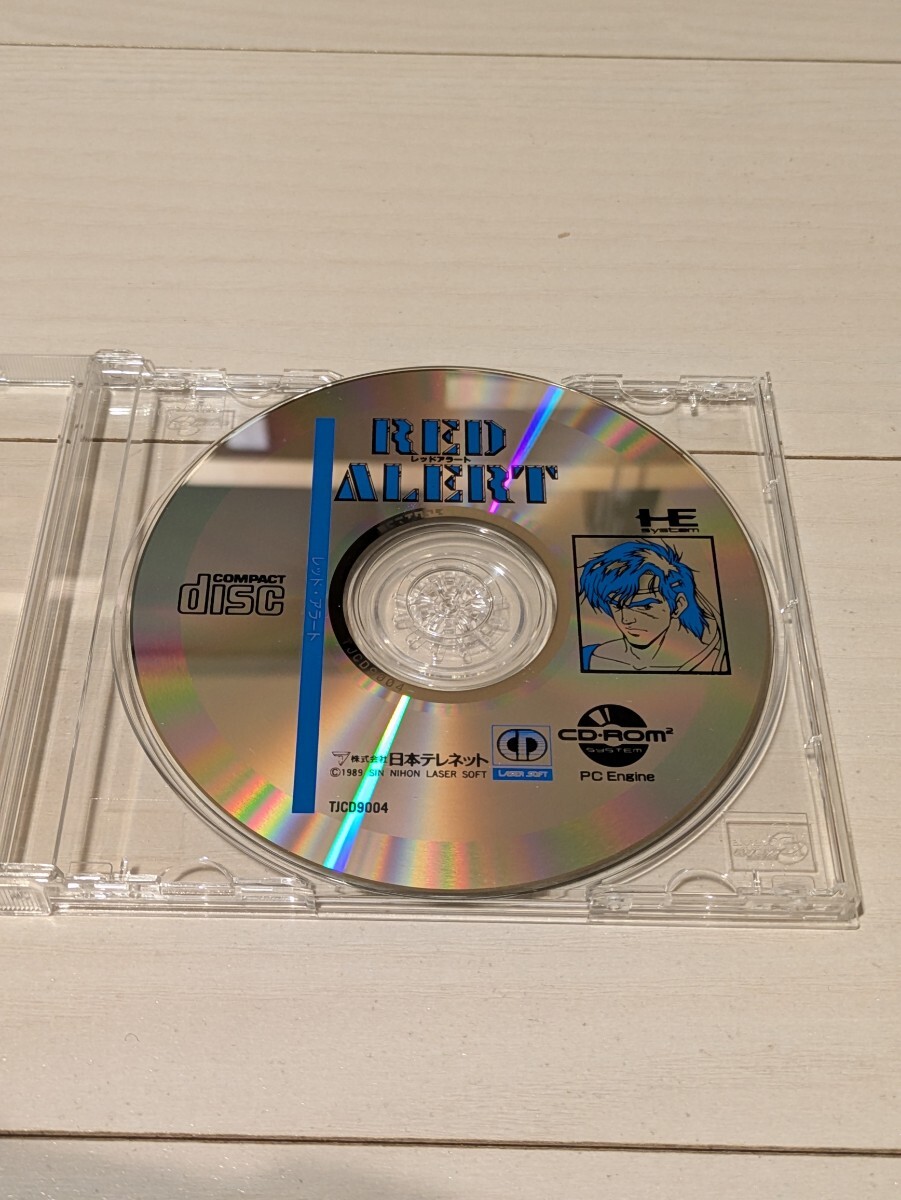 RED
レッドアラート
ALERT
HE
system
COMPACT
disc
レッド・アラート
株式会社 日本テレネット
©1989 SIN NIHON LASER SOFT
CD
LASER SOFT
CD-ROM²
SYSTEM
PC Engine
TJCD9004